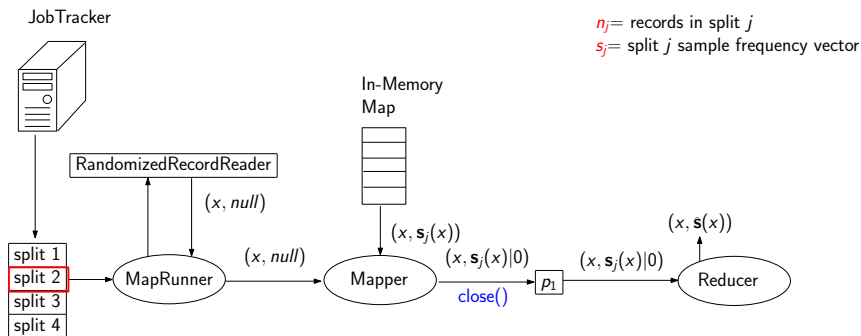 JobTracker
n_j= records in split j
s_j= split j sample frequency vector
In-Memory
Map
RandomizedRecordReader
(x, null)
(x, s_j(x))
(x, ŝ(x))
split 1
split 2
split 3
split 4
MapRunner
(x, null)
Mapper
(x, s_j(x)|0)
close()
p_1
(x, s_j(x)|0)
Reducer